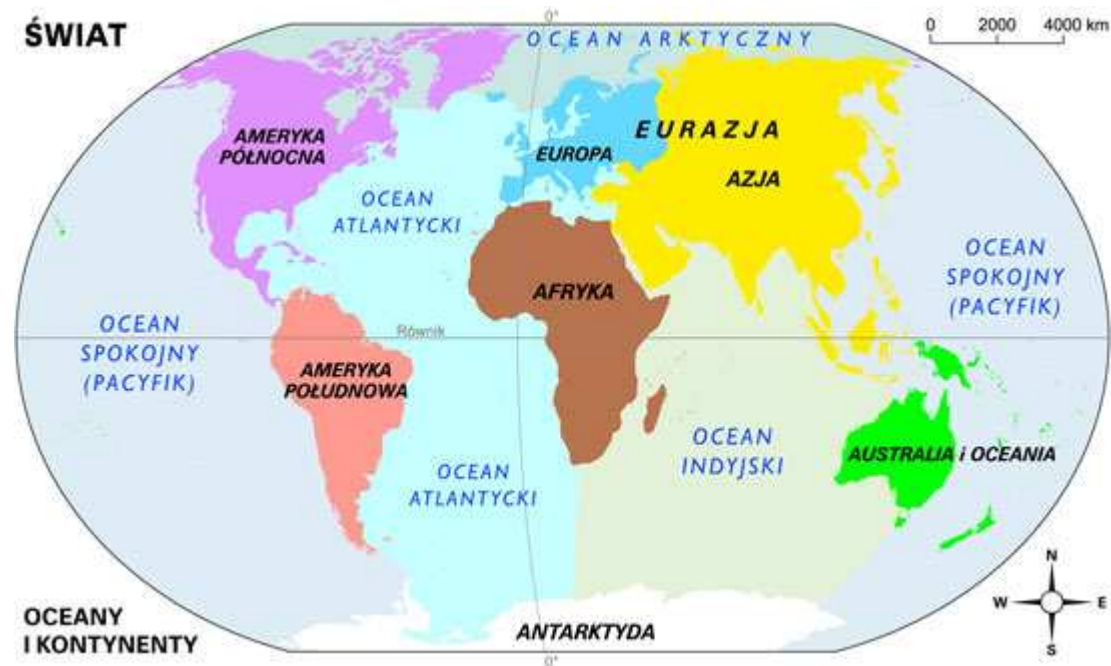 ŚWIAT
0°
0 2000 4000 km
OCEAN ARKTYCZNY
AMERYKA
PÓŁNOCNA
EURAZJA
EUROPA
AZJA
OCEAN
ATLANTYCKI
OCEAN
SPOKOJNY
(PACYFIK)
AFRYKA
OCEAN
SPOKOJNY
(PACYFIK)
Równik
AMERYKA
POŁUDNOWA
OCEAN
INDYJSKI
AUSTRALIA i OCEANIA
OCEAN
ATLANTYCKI
N
W E
S
OCEANY
I KONTYNENTY
ANTARKTYDA
0°